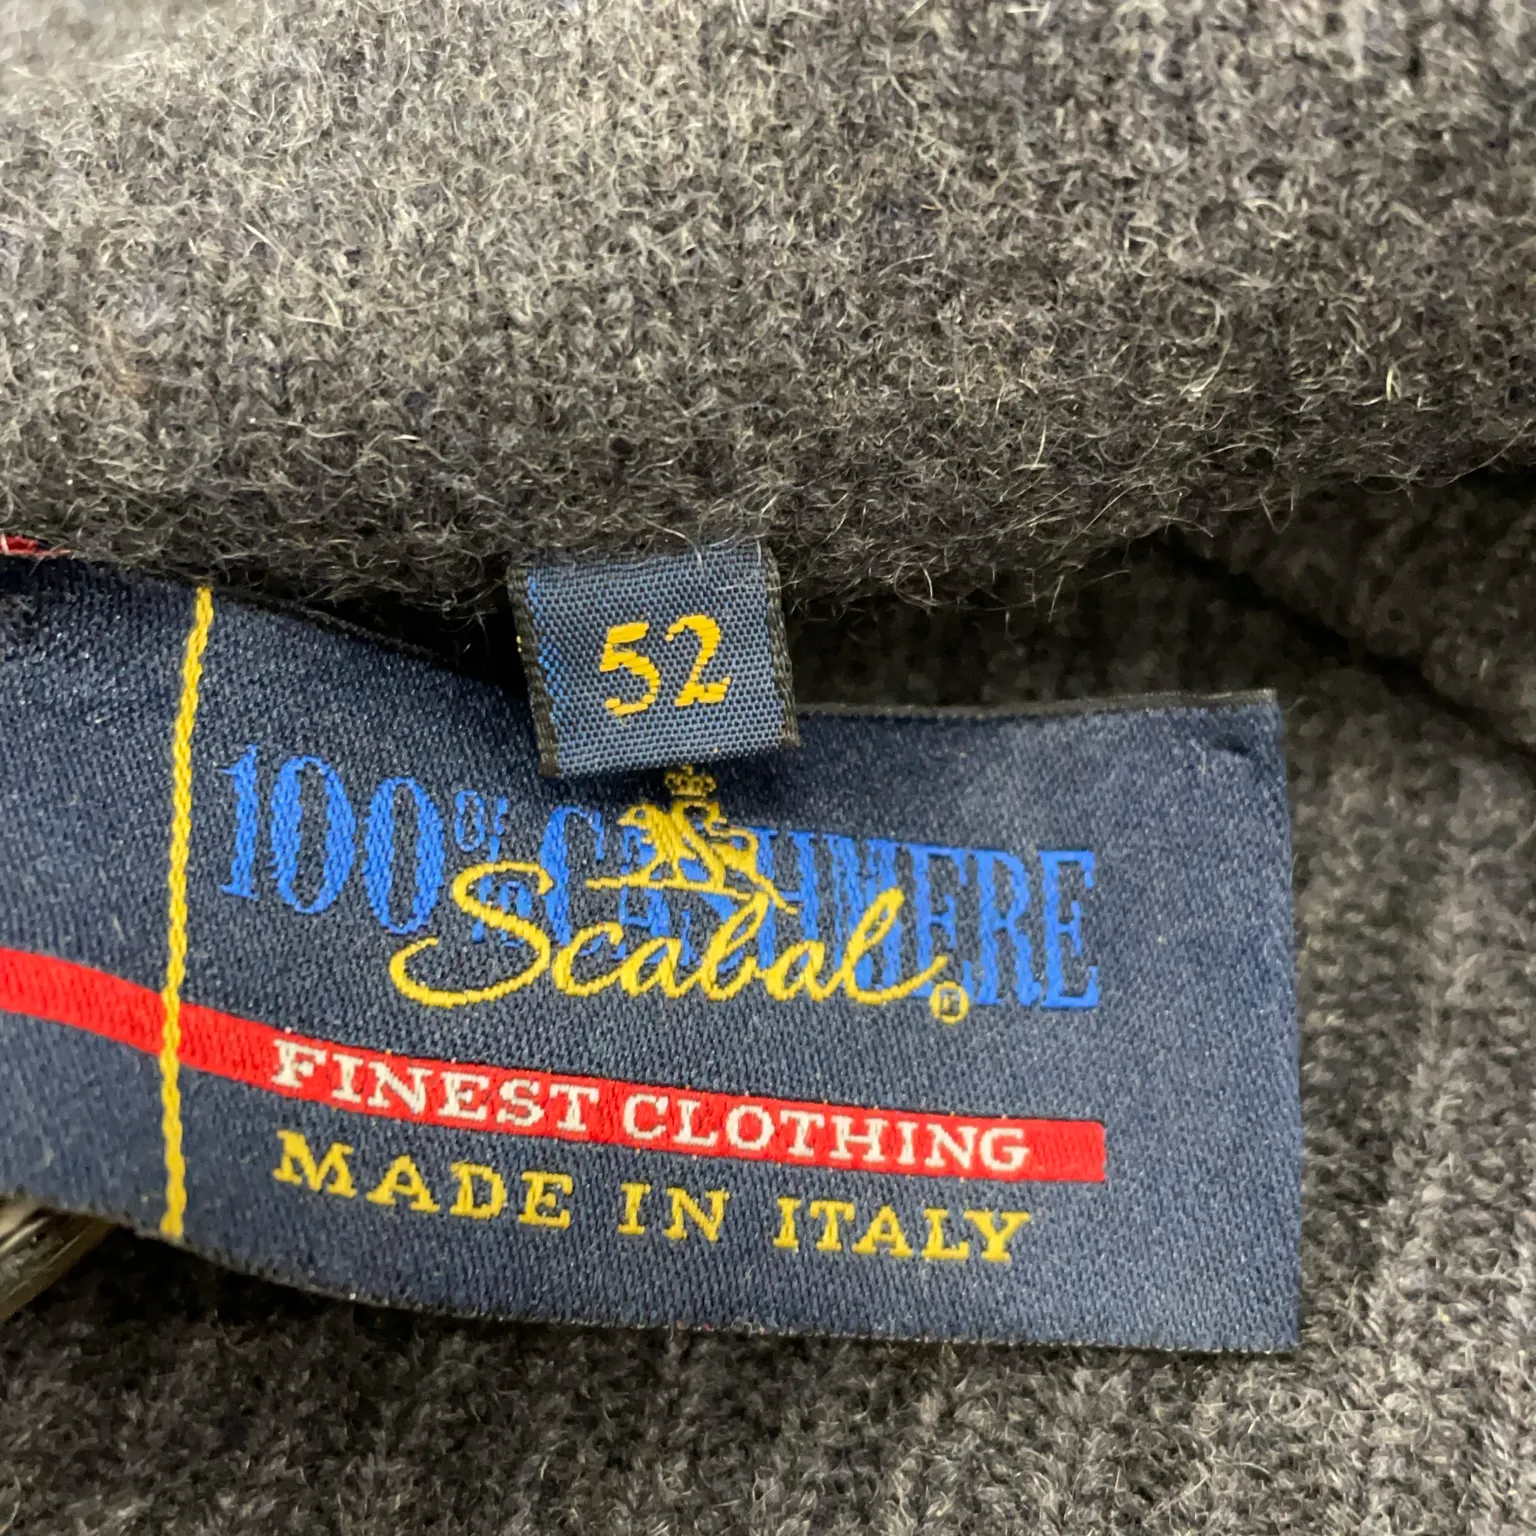 52
100% CASHMERE
Scabal®
FINEST CLOTHING
MADE IN ITALY